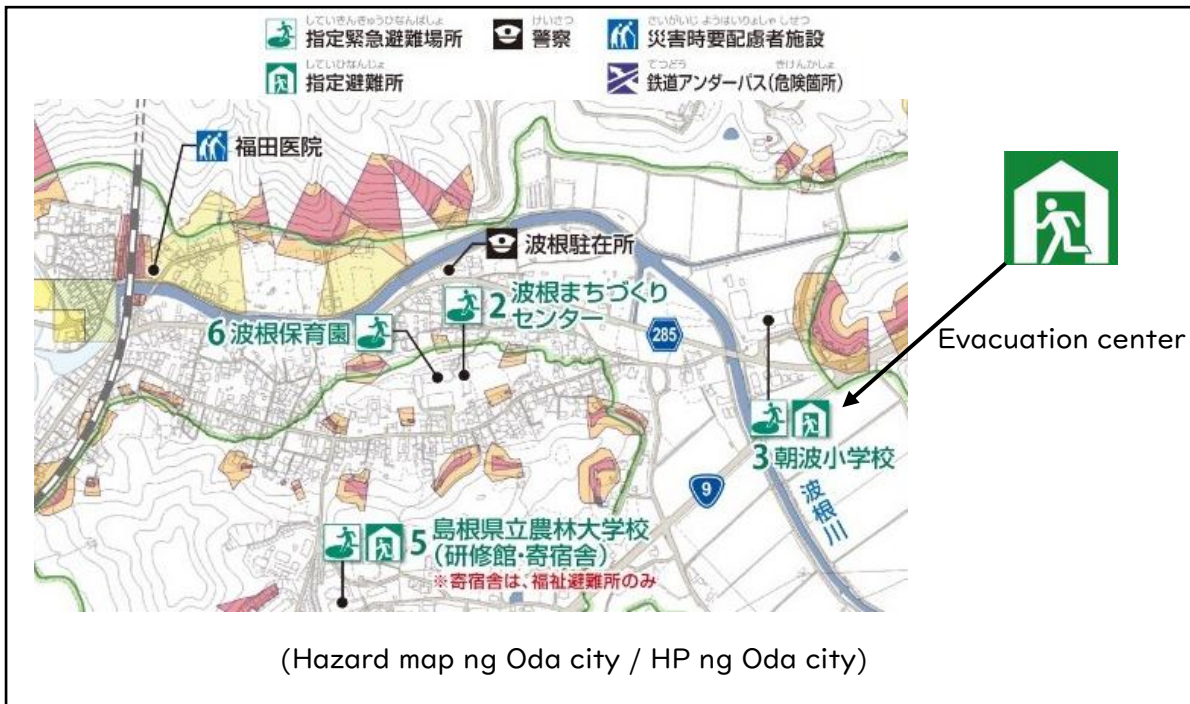 していきんきゅうひなんばしょ
指定緊急避難場所
けいさつ
警察
さいがいじ ようはいりょしゃ しせつ
災害時要配慮者施設
していひなんじょ
指定避難所
てつどう きけんかしょ
鉄道アンダーパス(危険箇所)
福田医院
波根駐在所
2 波根まちづくり
センター
6 波根保育園
285
Evacuation center
3 朝波小学校
9
波根川
5 島根県立農林大学校
(研修館・寄宿舎)
※寄宿舎は、福祉避難所のみ
(Hazard map ng Oda city / HP ng Oda city)